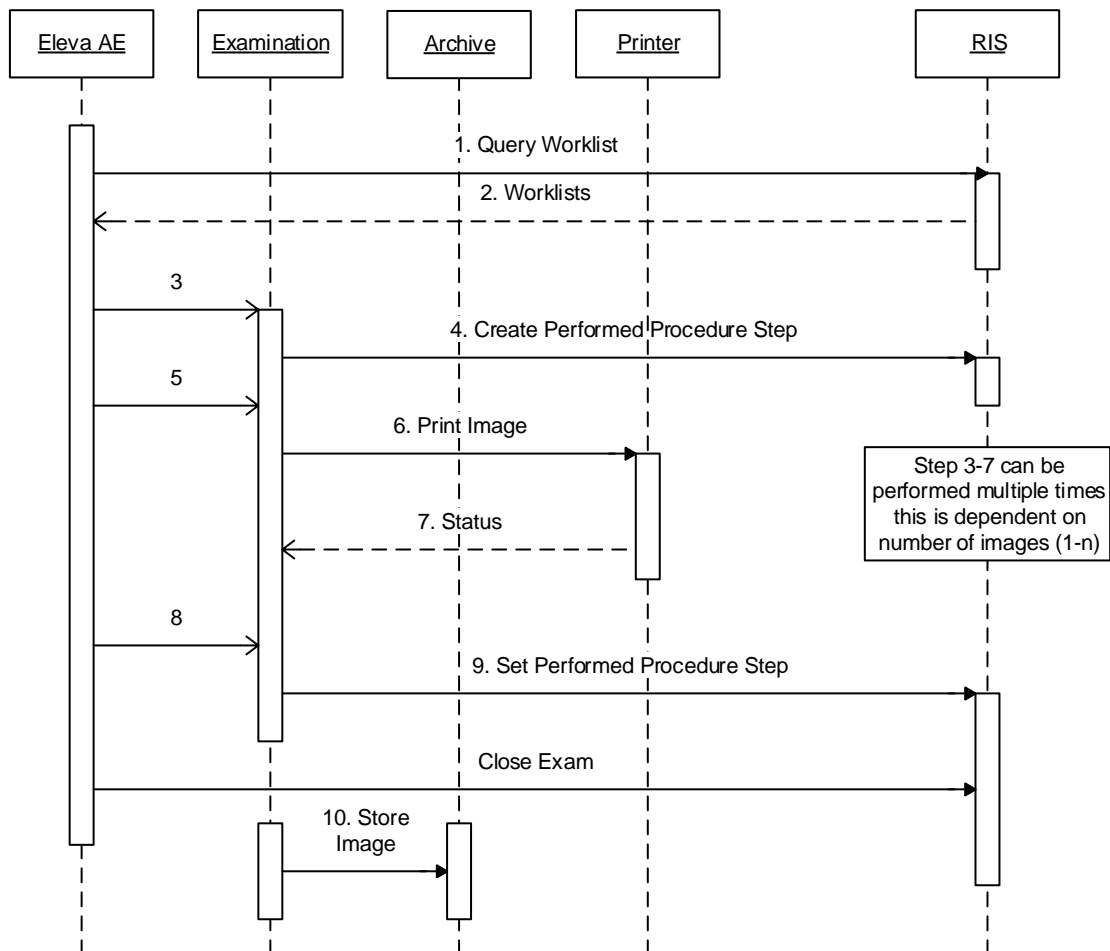 Eleva AE
Examination
Archive
Printer
RIS
1. Query Worklist
2. Worklists
3
4. Create Performed Procedure Step
5
6. Print Image
Step 3-7 can be
performed multiple times
this is dependent on
number of images (1-n)
7. Status
8
9. Set Performed Procedure Step
Close Exam
10. Store
Image